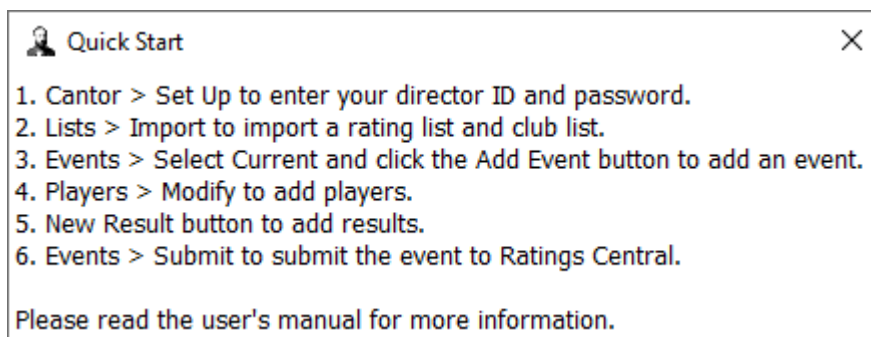 Quick Start
1. Cantor > Set Up to enter your director ID and password.
2. Lists > Import to import a rating list and club list.
3. Events > Select Current and click the Add Event button to add an event.
4. Players > Modify to add players.
5. New Result button to add results.
6. Events > Submit to submit the event to Ratings Central.
Please read the user's manual for more information.